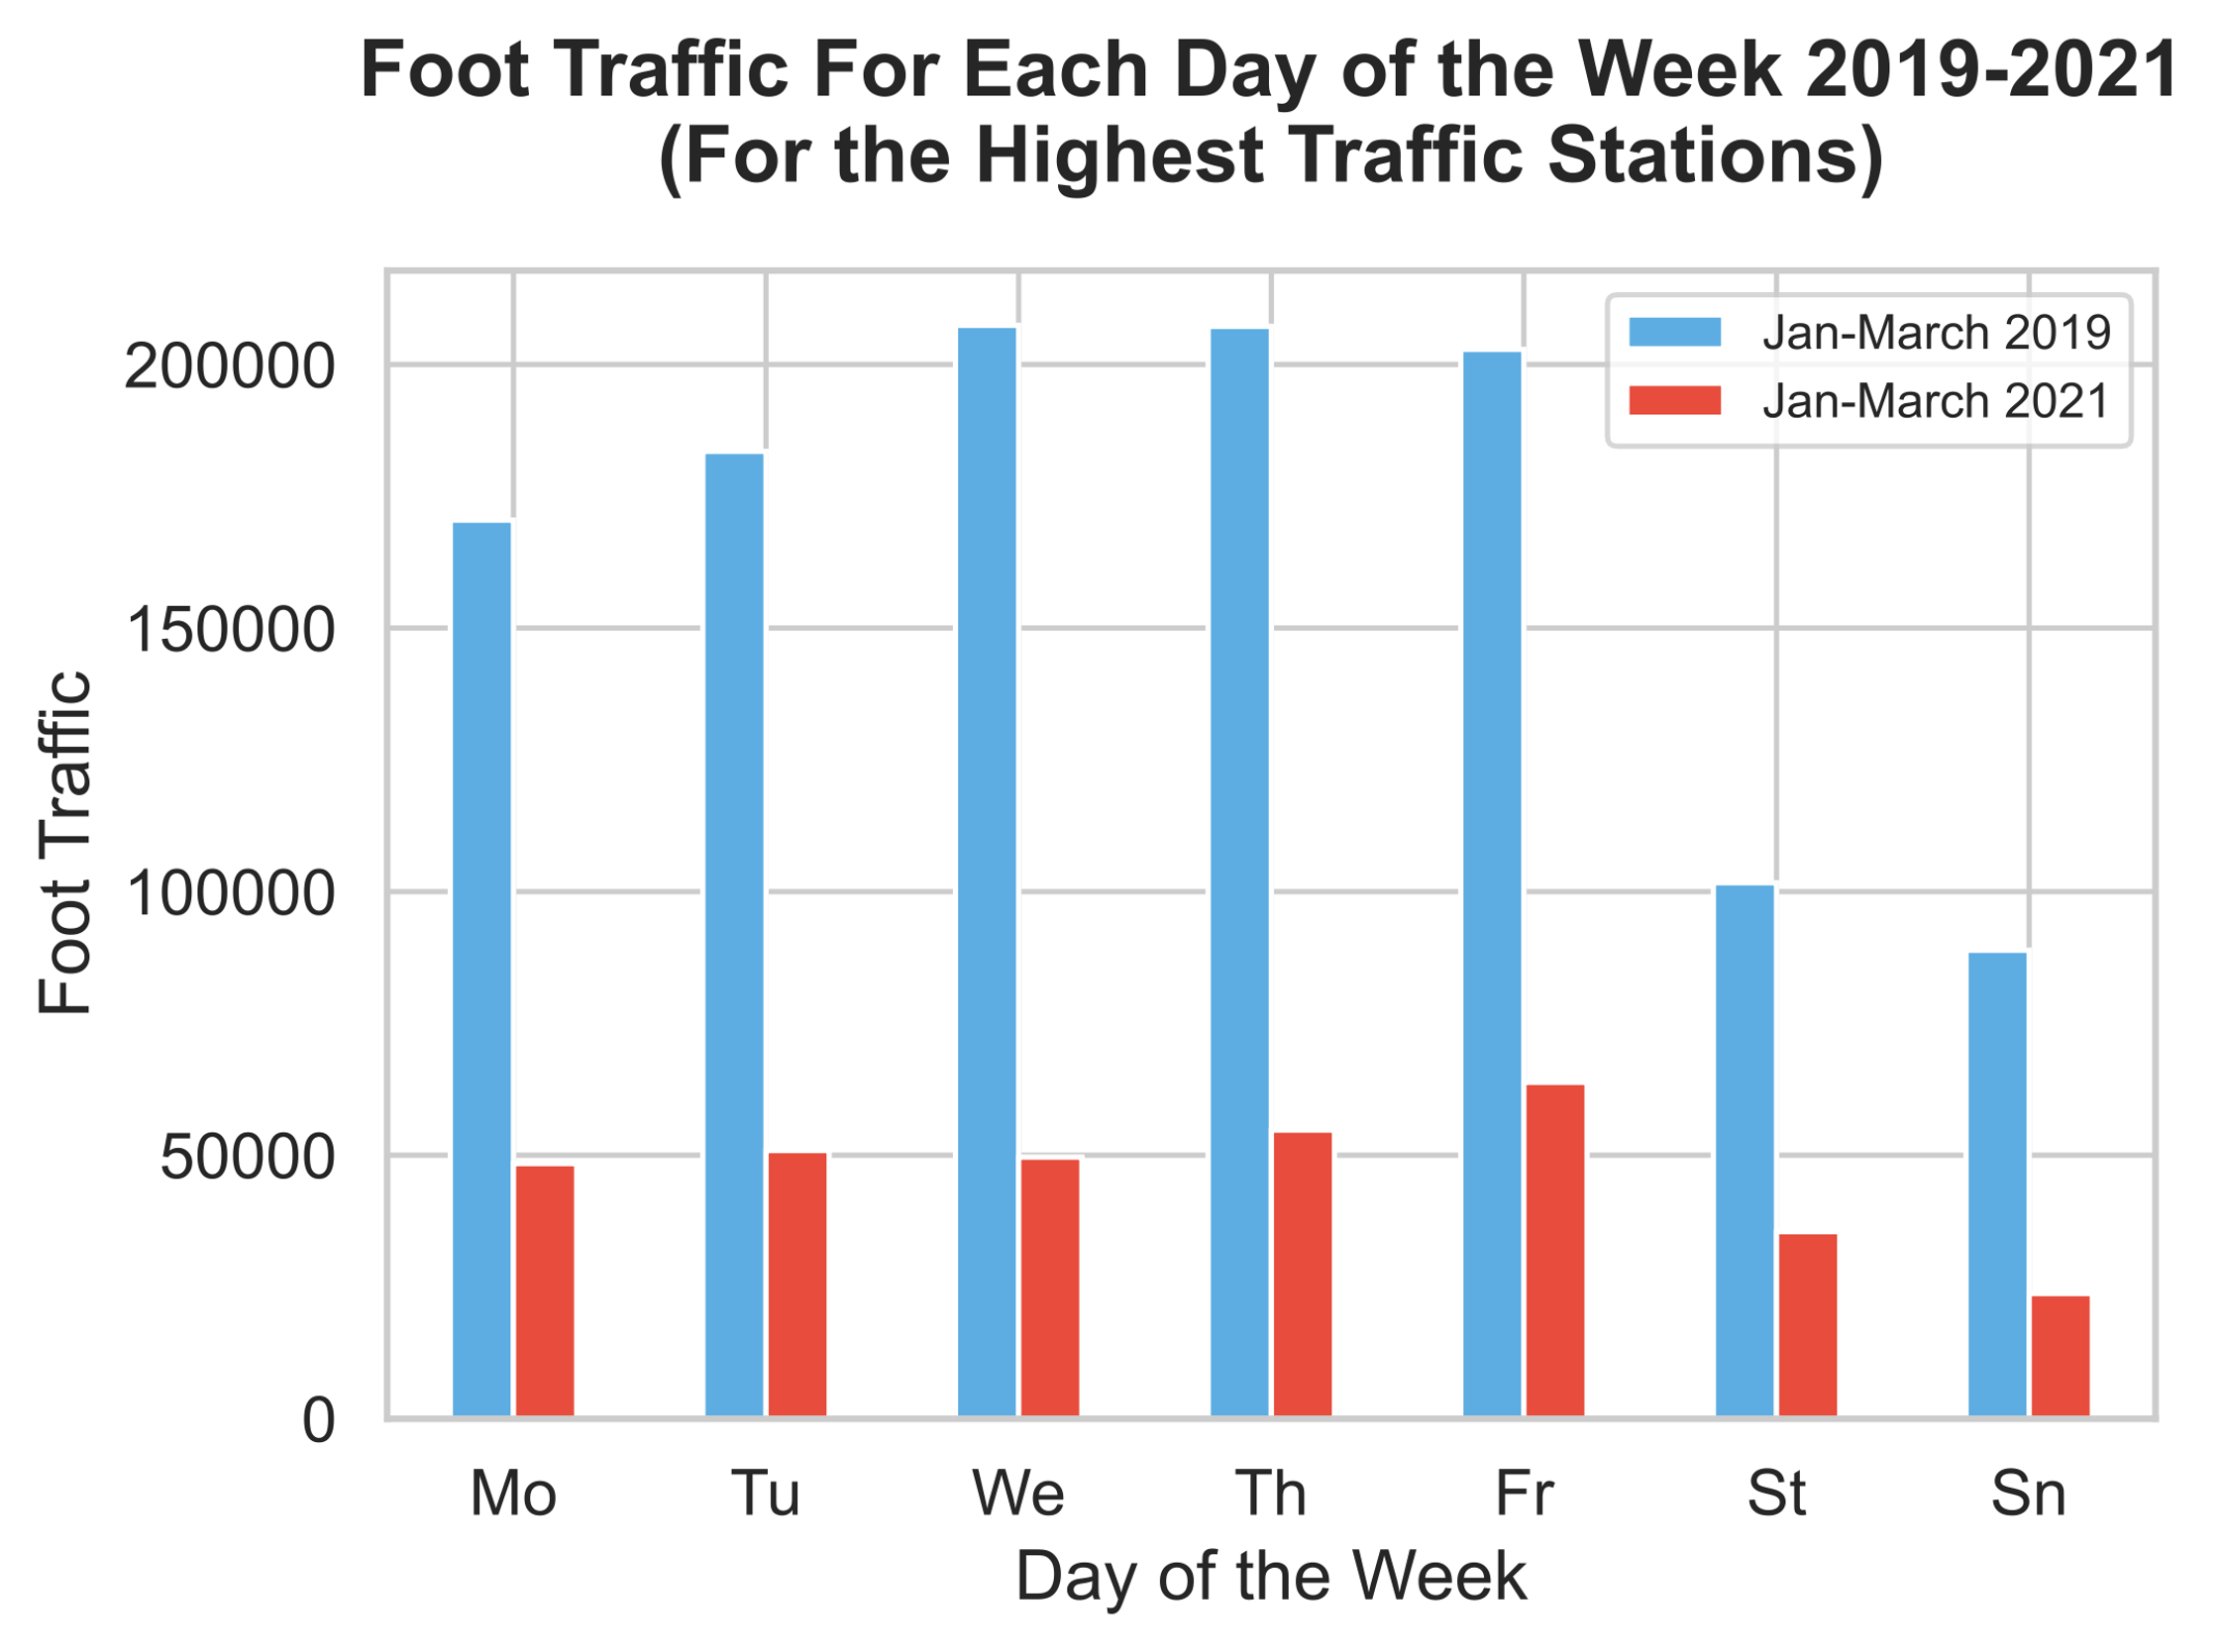 Foot Traffic For Each Day of the Week 2019-2021
(For the Highest Traffic Stations)
Jan-March 2019
Jan-March 2021
200000
150000
100000
50000
0
Foot Traffic
Mo Tu We Th Fr St Sn
Day of the Week